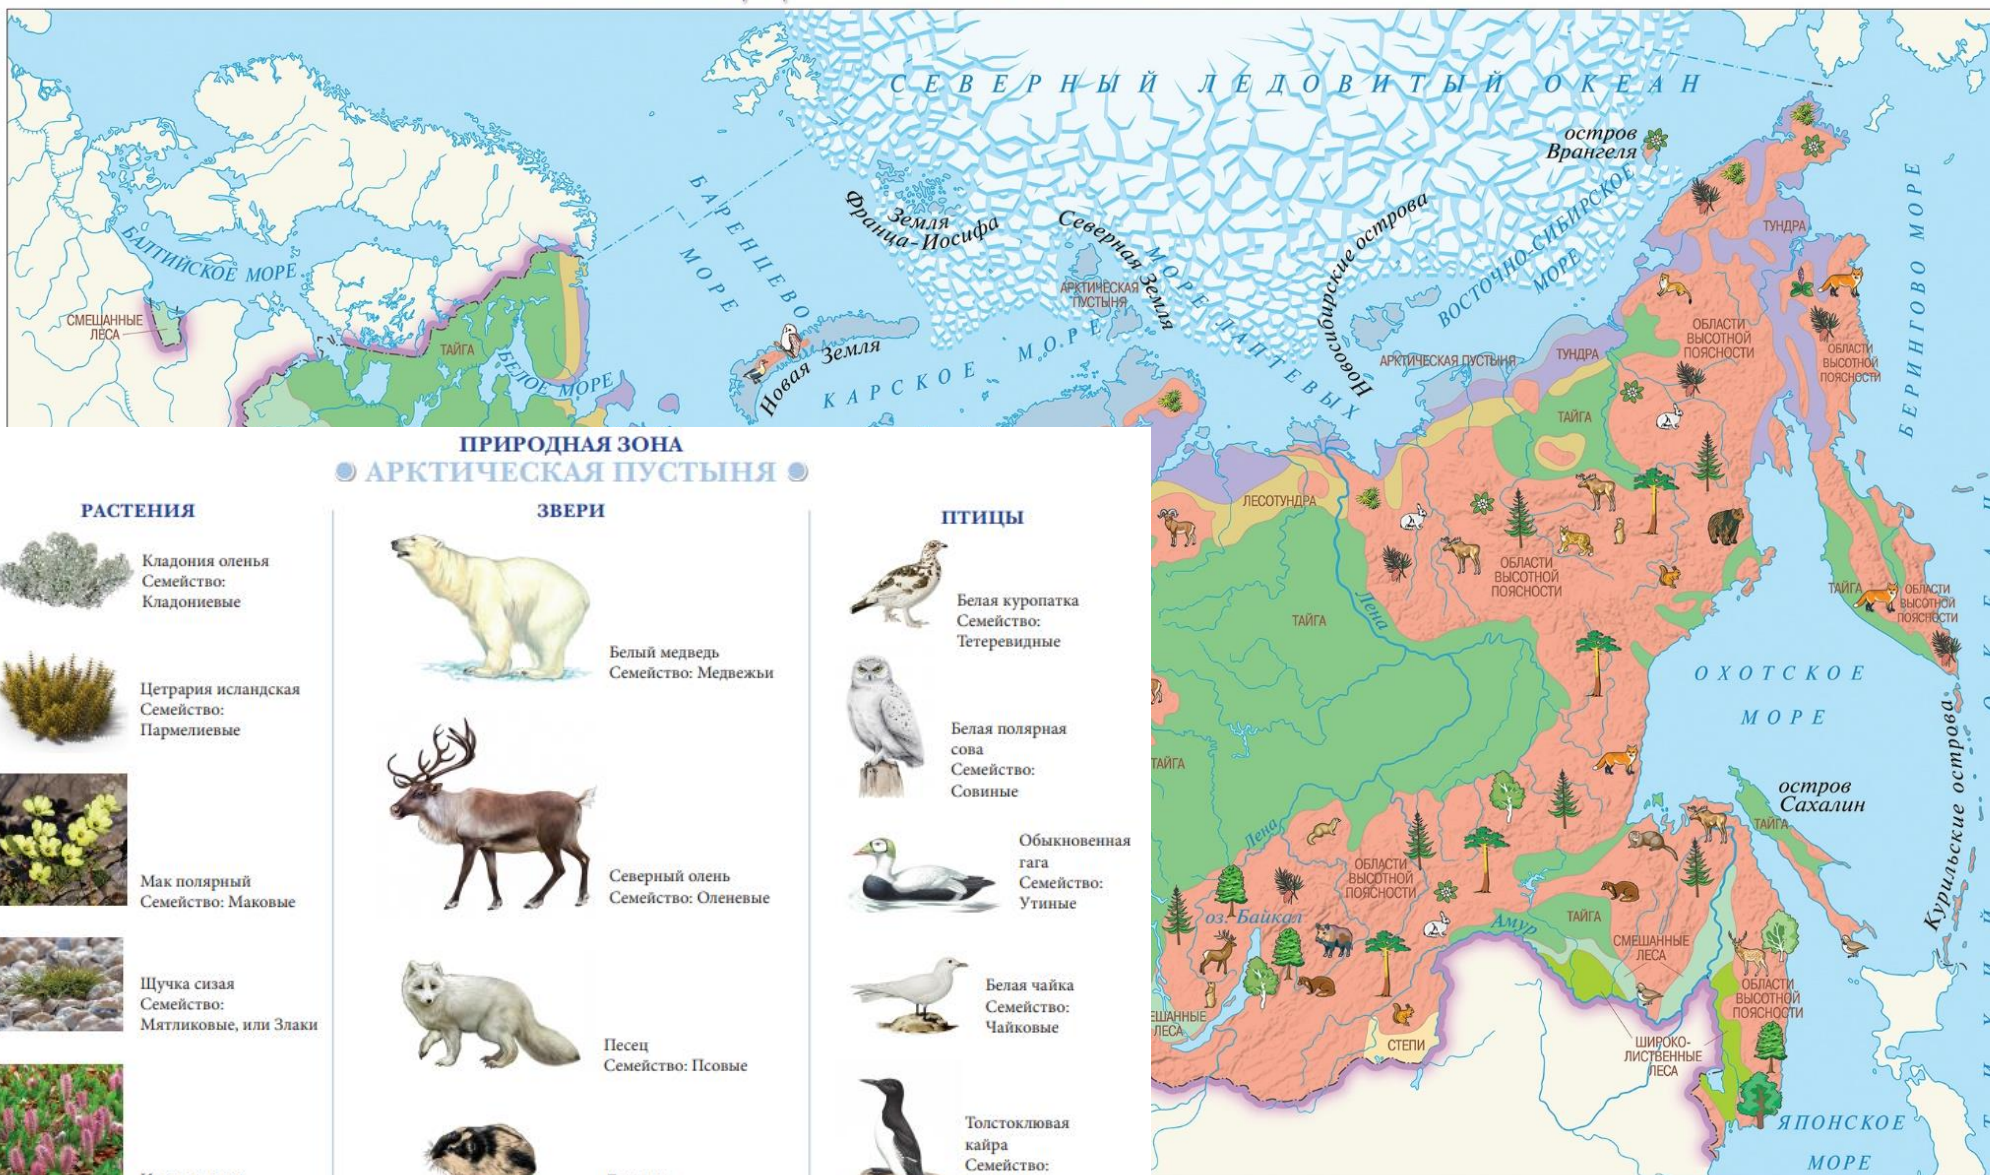 СЕВЕРНЫЙ ЛЕДОВИТЫЙ ОКЕАН
остров
Врангеля
БАРЕНЦЕВО
МОРЕ
Земля
Франца-Иосифа
Северная Земля
АРКТИЧЕСКАЯ
ПУСТЫНЯ
МОРЕ ЛАПТЕВЫХ
Новосибирские острова
ВОСТОЧНО-СИБИРСКОЕ
МОРЕ
ТУНДРА
БЕРИНГОВО МОРЕ
БАЛТИЙСКОЕ МОРЕ
СМЕШАННЫЕ
ЛЕСА
ТАЙГА
БЕЛОЕ МОРЕ
Новая Земля
КАРСКОЕ МОРЕ
АРКТИЧЕСКАЯ ПУСТЫНЯ
ТУНДРА
ОБЛАСТИ
ВЫСОТНОЙ
ПОЯСНОСТИ
ОБЛАСТИ
ВЫСОТНОЙ
ПОЯСНОСТИ
ТАЙГА
ЛЕСОТУНДРА
ОБЛАСТИ
ВЫСОТНОЙ
ПОЯСНОСТИ
Лена
ТАЙГА
ТАЙГА
ОБЛАСТИ
ВЫСОТНОЙ
ПОЯСНОСТИ
ОХОТСКОЕ
МОРЕ
ТАЙГА
остров
Сахалин
ТАЙГА
Курильские острова
Лена
ОБЛАСТИ
ВЫСОТНОЙ
ПОЯСНОСТИ
оз. Байкал
Амур
ТАЙГА
СМЕШАННЫЕ
ЛЕСА
ОБЛАСТИ
ВЫСОТНОЙ
ПОЯСНОСТИ
ЕШАННЫЕ
ЛЕСА
СТЕПИ
ШИРОКО-
ЛИСТВЕННЫЕ
ЛЕСА
ЯПОНСКОЕ
МОРЕ
ПРИРОДНАЯ ЗОНА
АРКТИЧЕСКАЯ ПУСТЫНЯ
РАСТЕНИЯ
Кладония оленья
Семейство:
Кладониевые
Цетрария исландская
Семейство:
Пармелиевые
Мак полярный
Семейство: Маковые
Щучка сизая
Семейство:
Мятликовые, или Злаки
ЗВЕРИ
Белый медведь
Семейство: Медвежьи
Северный олень
Семейство: Оленевые
Песец
Семейство: Псовые
ПТИЦЫ
Белая куропатка
Семейство:
Тетеревидные
Белая полярная
сова
Семейство:
Совиные
Обыкновенная
гага
Семейство:
Утиные
Белая чайка
Семейство:
Чайковые
Толстоклювая
кайра
Семейство: